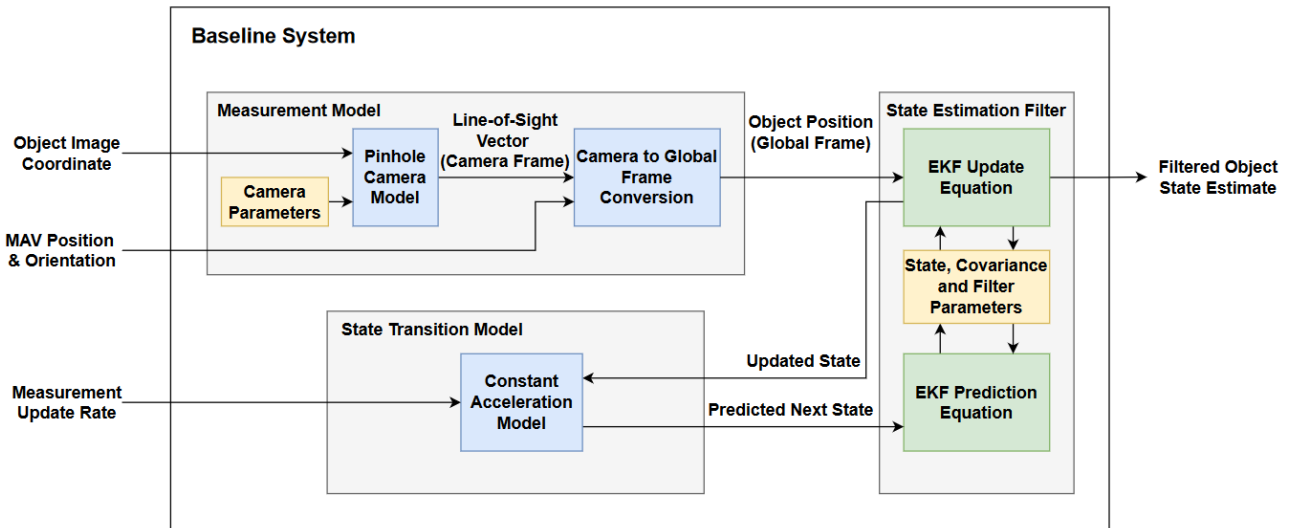 Baseline System
Measurement Model
State Estimation Filter
Object Image
Coordinate
Camera
Parameters
Pinhole
Camera
Model
Line-of-Sight
Vector
(Camera Frame)
Camera to Global
Frame
Conversion
Object Position
(Global Frame)
EKF Update
Equation
Filtered Object
State Estimate
MAV Position
& Orientation
State, Covariance
and Filter
Parameters
State Transition Model
Measurement
Update Rate
Constant
Acceleration
Model
Updated State
Predicted Next State
EKF Prediction
Equation